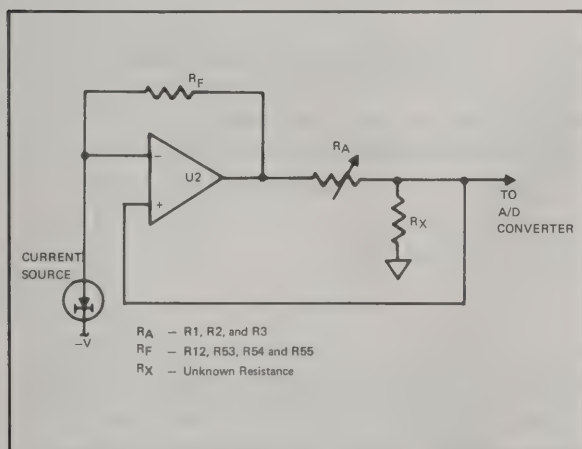 RF
−
U2
+
RA
RX
TO
A/D
CONVERTER
CURRENT
SOURCE
−V
RA – R1, R2, and R3
RF – R12, R53, R54 and R55
RX – Unknown Resistance